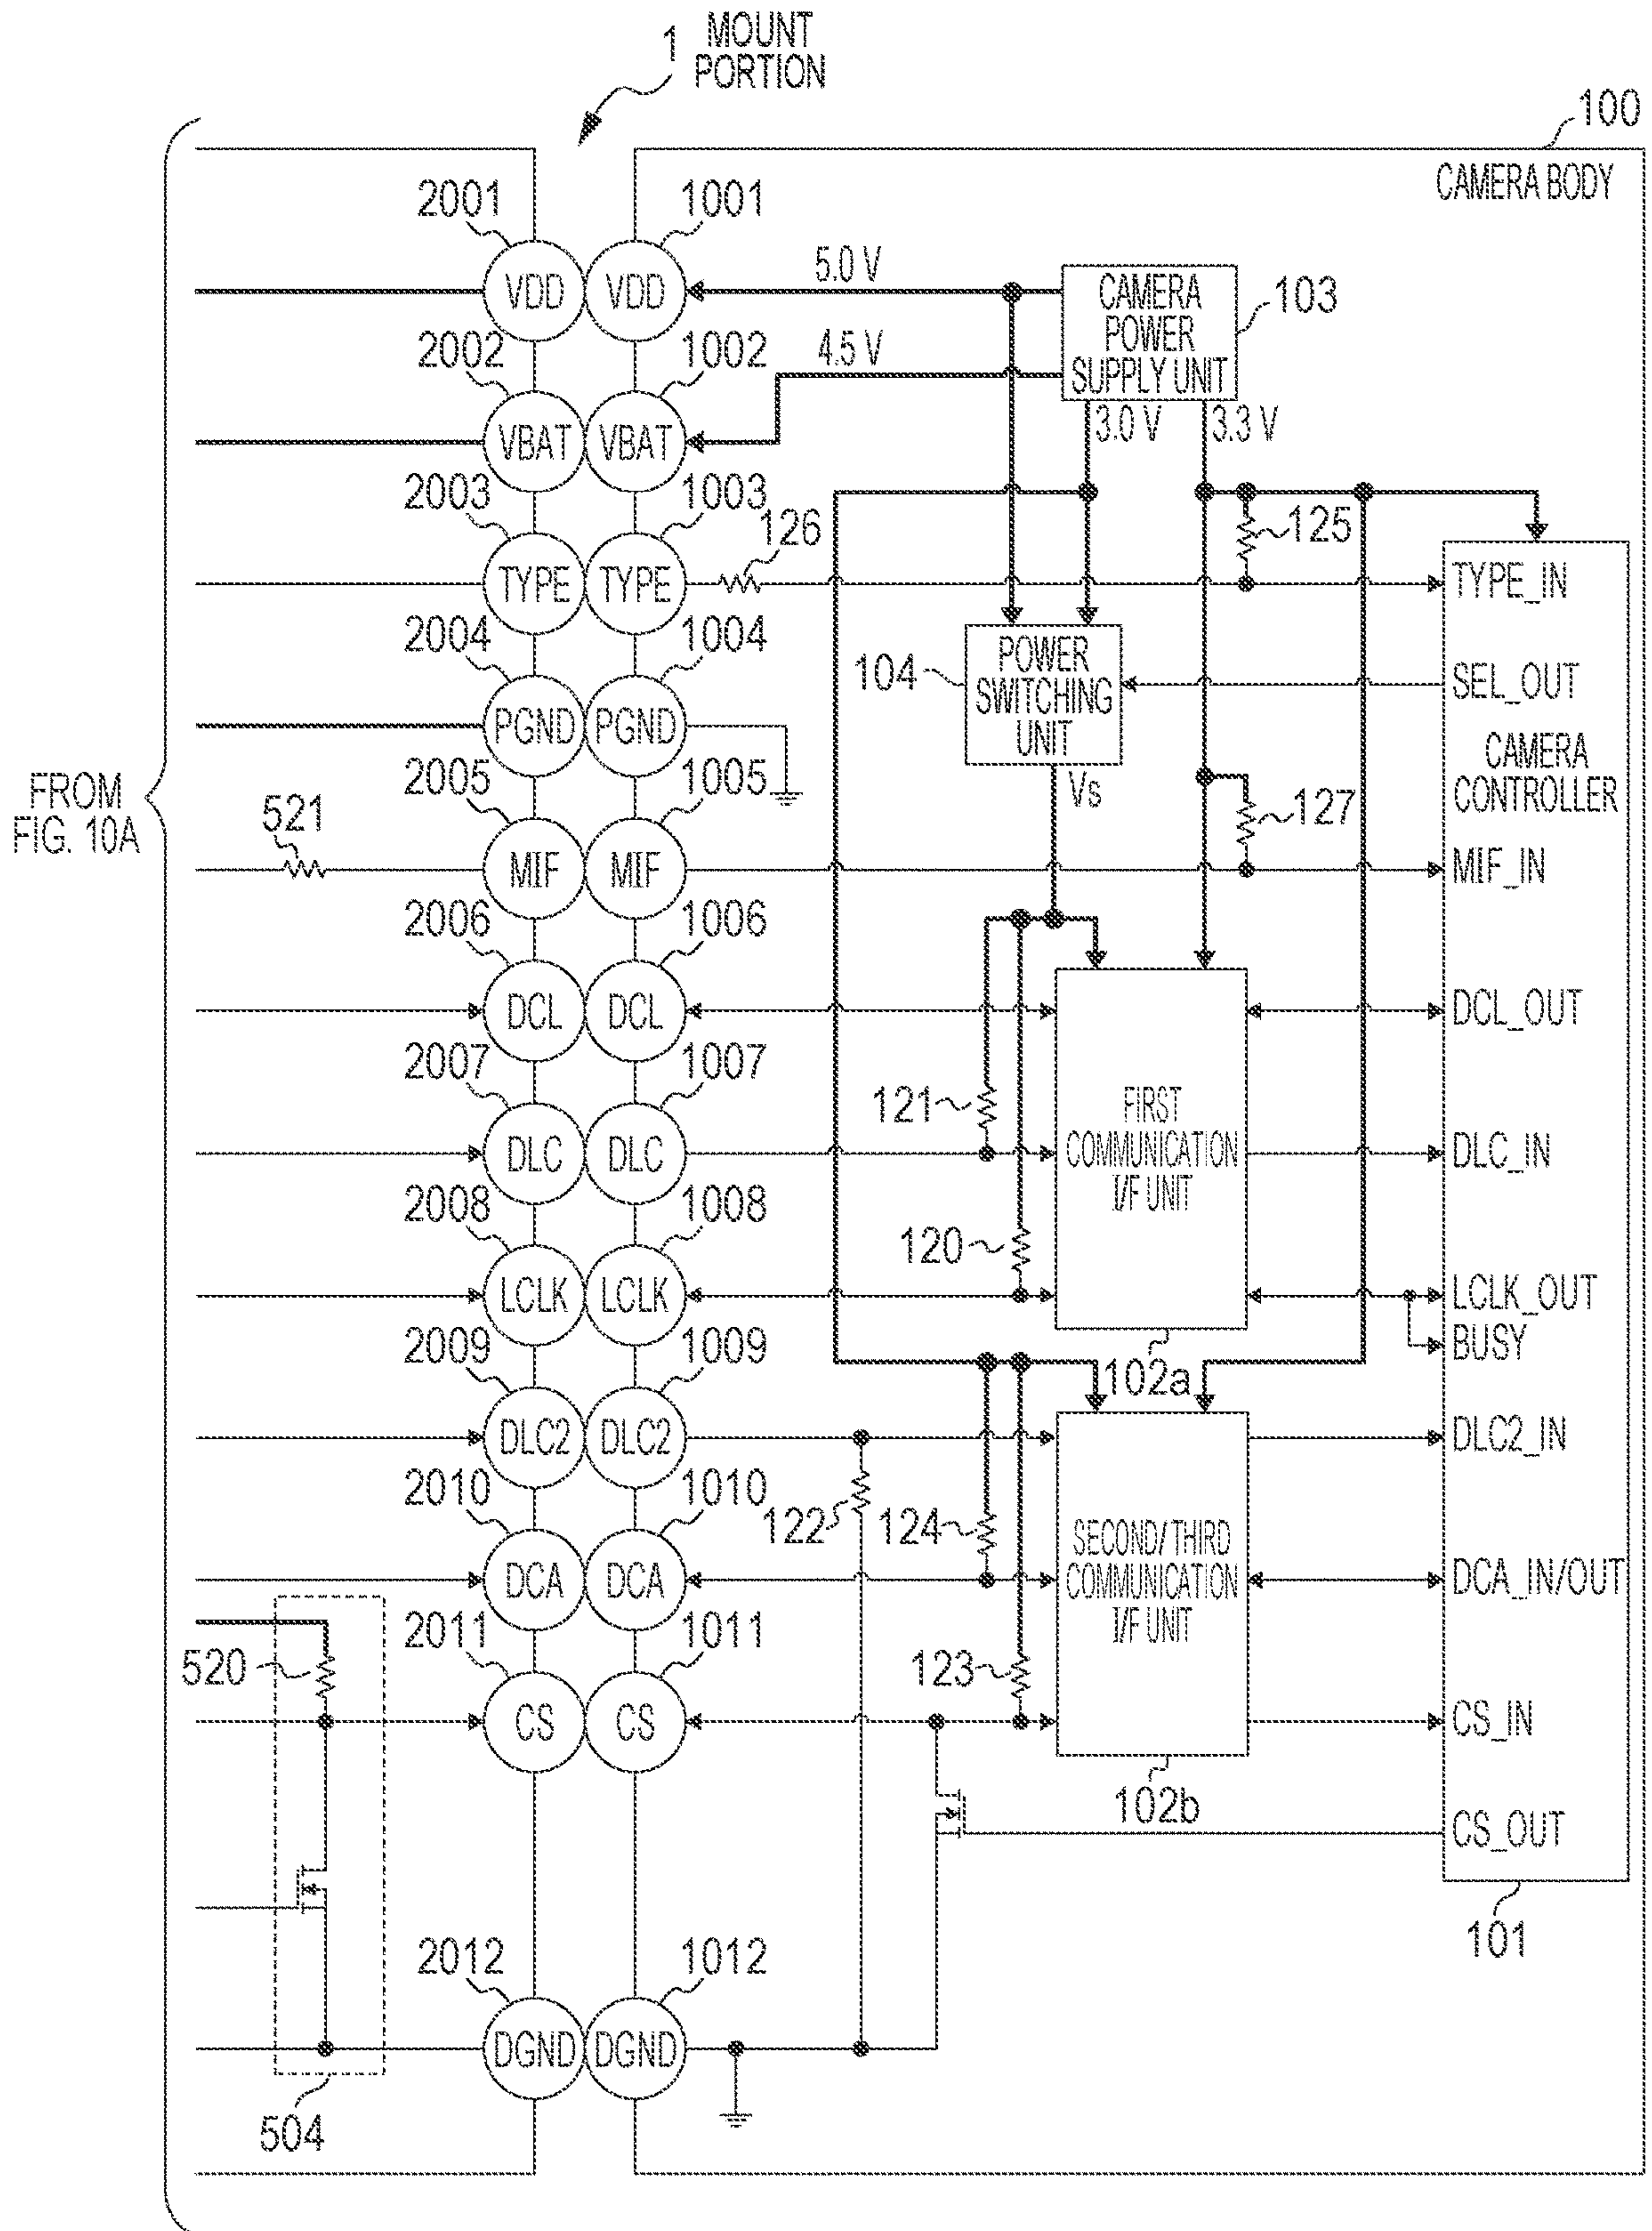 1 MOUNT
PORTION
100
CAMERA BODY
2001 1001
VDD VDD
5.0 V
CAMERA
POWER
SUPPLY UNIT
103
2002 1002
4.5 V
VBAT VBAT
3.0 V 3.3 V
2003 1003
126
125
TYPE TYPE
TYPE_IN
2004 1004
104
POWER
SWITCHING
UNIT
SEL_OUT
PGND PGND
CAMERA
CONTROLLER
FROM
FIG. 10A
2005 1005
Vs
127
521
MIF MIF
MIF_IN
2006 1006
DCL DCL
DCL_OUT
2007 1007
121
FIRST
COMMUNICATION
I/F UNIT
DLC DLC
DLC_IN
2008 1008
120
LCLK LCLK
LCLK_OUT
BUSY
2009 1009
102a
DLC2 DLC2
DLC2_IN
2010 1010
122
124
SECOND/THIRD
COMMUNICATION
I/F UNIT
DCA DCA
DCA_IN/OUT
2011 1011
520
123
CS CS
CS_IN
102b
CS_OUT
101
2012 1012
DGND DGND
504